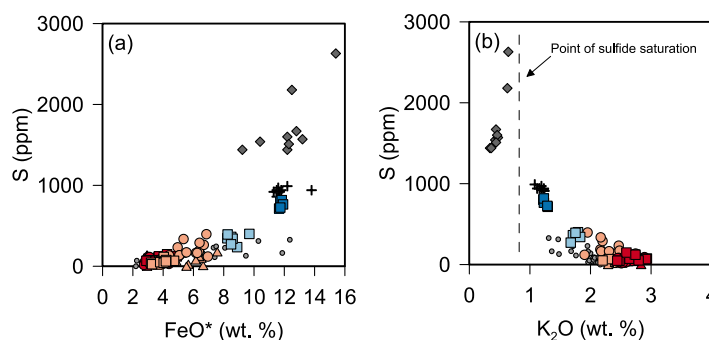 (a)
3000
2000
1000
0
S (ppm)
0 2 4 6 8 10 12 14 16
FeO* (wt. %)
(b)
Point of sulfide saturation
3000
2000
1000
0
S (ppm)
0 1 2 3 4
K₂O (wt. %)